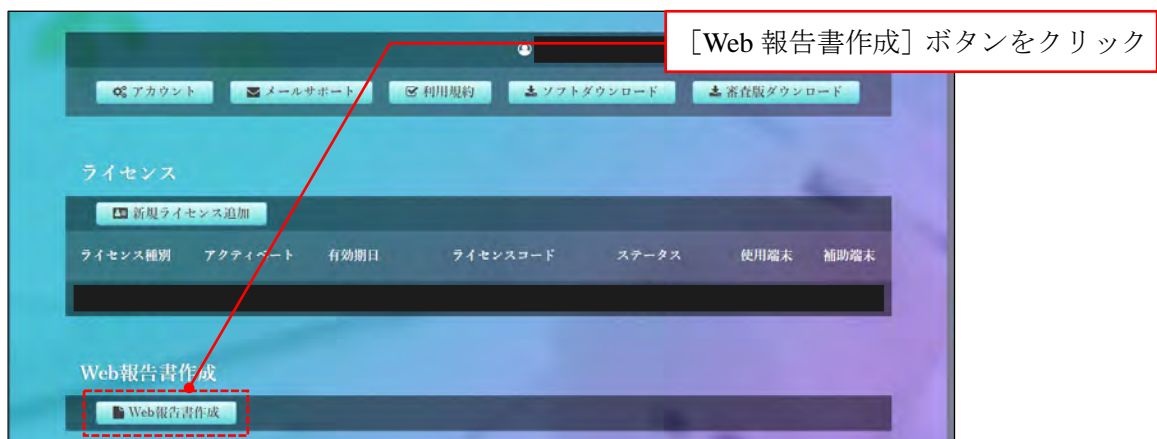 [Web 報告書作成］ボタンをクリック
アカウント メールサポート 利用規約 ソフトダウンロード 審査版ダウンロード
ライセンス
新規ライセンス追加
ライセンス種別 アクティベート 有効期日 ライセンスコード ステータス 使用端末 補助端末
Web報告書作成
Web報告書作成